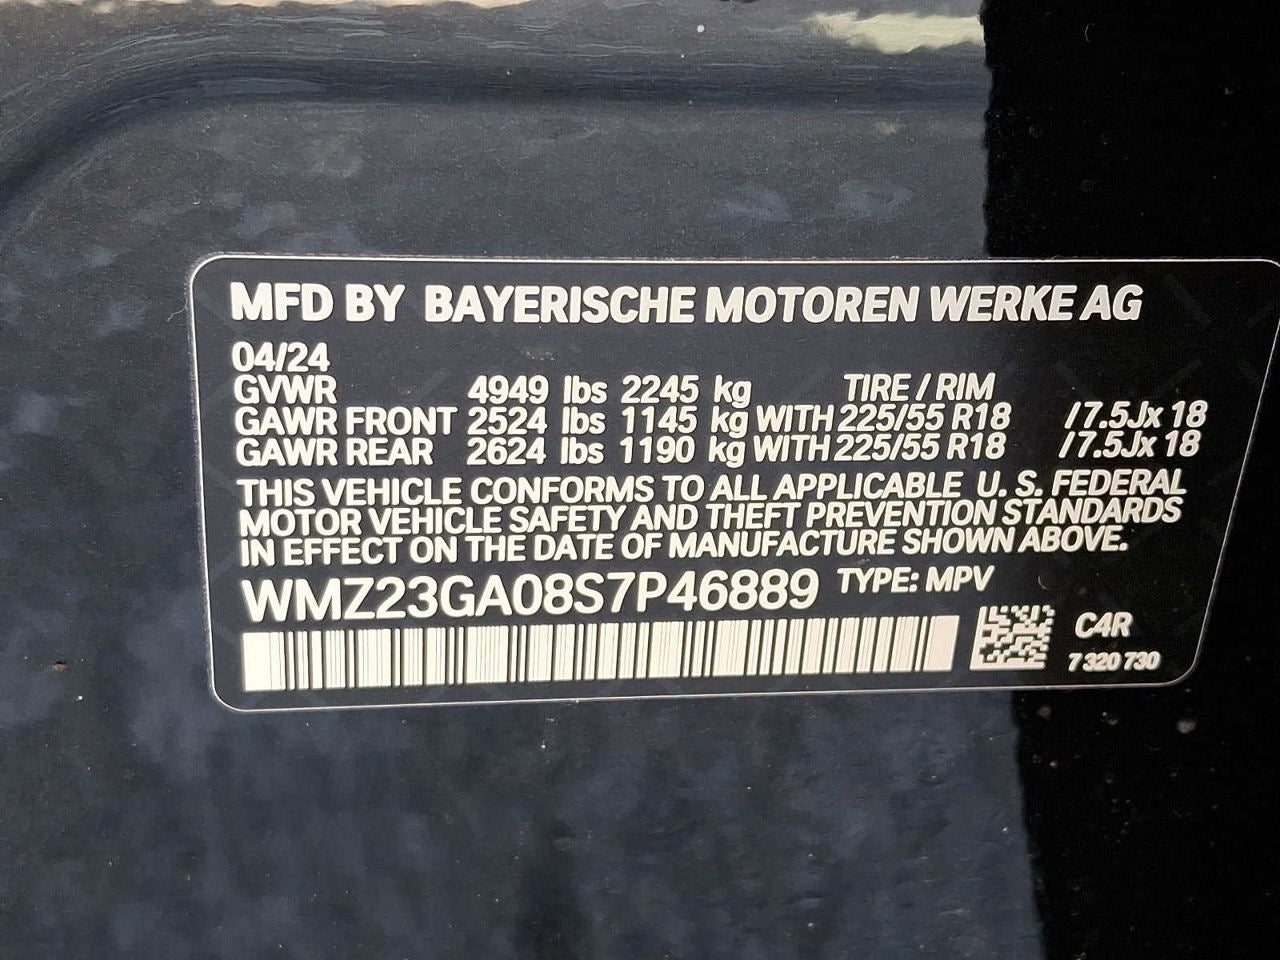 MFD BY BAYERISCHE MOTOREN WERKE AG
04/24
GVWR 4949 lbs 2245 kg TIRE / RIM
GAWR FRONT 2524 lbs 1145 kg WITH 225/55 R18 /7.5Jx 18
GAWR REAR 2624 lbs 1190 kg WITH 225/55 R18 /7.5Jx 18
THIS VEHICLE CONFORMS TO ALL APPLICABLE U. S. FEDERAL
MOTOR VEHICLE SAFETY AND THEFT PREVENTION STANDARDS
IN EFFECT ON THE DATE OF MANUFACTURE SHOWN ABOVE.
WMZ23GA08S7P46889 TYPE: MPV
C4R
7 320 730